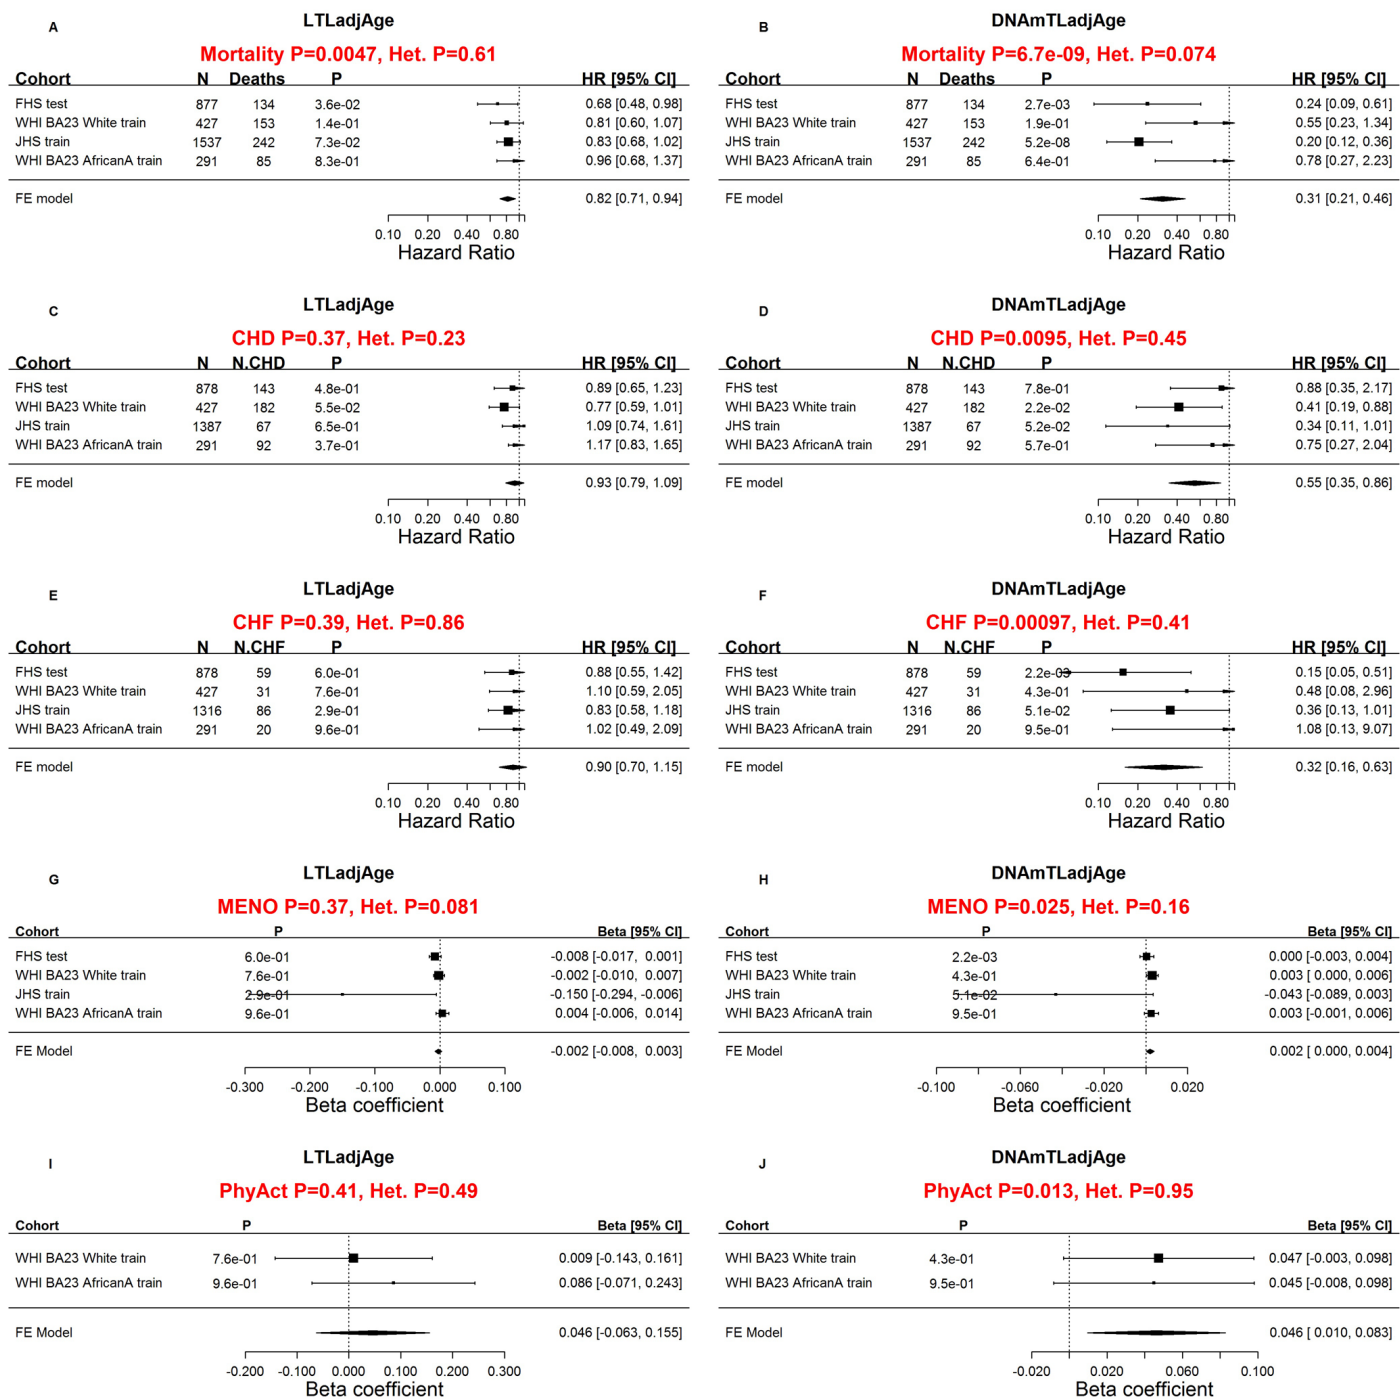 A
LTLadjAge
Mortality P=0.0047, Het. P=0.61
Cohort N Deaths P HR [95% CI]
FHS test 877 134 3.6e-02 0.68 [0.48, 0.98]
WHI BA23 White train 427 153 1.4e-01 0.81 [0.60, 1.07]
JHS train 1537 242 7.3e-02 0.83 [0.68, 1.02]
WHI BA23 AfricanA train 291 85 8.3e-01 0.96 [0.68, 1.37]
FE model 0.82 [0.71, 0.94]
0.10 0.20 0.40 0.80
Hazard Ratio
B
DNAmTLadjAge
Mortality P=6.7e-09, Het. P=0.074
Cohort N Deaths P HR [95% CI]
FHS test 877 134 2.7e-03 0.24 [0.09, 0.61]
WHI BA23 White train 427 153 1.9e-01 0.55 [0.23, 1.34]
JHS train 1537 242 5.2e-08 0.20 [0.12, 0.36]
WHI BA23 AfricanA train 291 85 6.4e-01 0.78 [0.27, 2.23]
FE model 0.31 [0.21, 0.46]
0.10 0.20 0.40 0.80
Hazard Ratio
C
LTLadjAge
CHD P=0.37, Het. P=0.23
Cohort N N.CHD P HR [95% CI]
FHS test 878 143 4.8e-01 0.89 [0.65, 1.23]
WHI BA23 White train 427 182 5.5e-02 0.77 [0.59, 1.01]
JHS train 1387 67 6.5e-01 1.09 [0.74, 1.61]
WHI BA23 AfricanA train 291 92 3.7e-01 1.17 [0.83, 1.65]
FE model 0.93 [0.79, 1.09]
0.10 0.20 0.40 0.80
Hazard Ratio
D
DNAmTLadjAge
CHD P=0.0095, Het. P=0.45
Cohort N N.CHD P HR [95% CI]
FHS test 878 143 7.8e-01 0.88 [0.35, 2.17]
WHI BA23 White train 427 182 2.2e-02 0.41 [0.19, 0.88]
JHS train 1387 67 5.2e-02 0.34 [0.11, 1.01]
WHI BA23 AfricanA train 291 92 5.7e-01 0.75 [0.27, 2.04]
FE model 0.55 [0.35, 0.86]
0.10 0.20 0.40 0.80
Hazard Ratio
E
LTLadjAge
CHF P=0.39, Het. P=0.86
Cohort N N.CHF P HR [95% CI]
FHS test 878 59 6.0e-01 0.88 [0.55, 1.42]
WHI BA23 White train 427 31 7.6e-01 1.10 [0.59, 2.05]
JHS train 1316 86 2.9e-01 0.83 [0.58, 1.18]
WHI BA23 AfricanA train 291 20 9.6e-01 1.02 [0.49, 2.09]
FE model 0.90 [0.70, 1.15]
0.10 0.20 0.40 0.80
Hazard Ratio
F
DNAmTLadjAge
CHF P=0.00097, Het. P=0.41
Cohort N N.CHF P HR [95% CI]
FHS test 878 59 2.2e-03 0.15 [0.05, 0.51]
WHI BA23 White train 427 31 4.3e-01 0.48 [0.08, 2.96]
JHS train 1316 86 5.1e-02 0.36 [0.13, 1.01]
WHI BA23 AfricanA train 291 20 9.5e-01 1.08 [0.13, 9.07]
FE model 0.32 [0.16, 0.63]
0.10 0.20 0.40 0.80
Hazard Ratio
G
LTLadjAge
MENO P=0.37, Het. P=0.081
Cohort P Beta [95% CI]
FHS test 6.0e-01 -0.008 [-0.017, 0.001]
WHI BA23 White train 7.6e-01 -0.002 [-0.010, 0.007]
JHS train 2.9e-01 -0.150 [-0.294, -0.006]
WHI BA23 AfricanA train 9.6e-01 0.004 [-0.006, 0.014]
FE Model -0.002 [-0.008, 0.003]
-0.300 -0.200 -0.100 0.000 0.100
Beta coefficient
H
DNAmTLadjAge
MENO P=0.025, Het. P=0.16
Cohort P Beta [95% CI]
FHS test 2.2e-03 0.000 [-0.003, 0.004]
WHI BA23 White train 4.3e-01 0.003 [ 0.000, 0.006]
JHS train 5.1e-02 -0.043 [-0.089, 0.003]
WHI BA23 AfricanA train 9.5e-01 0.003 [-0.001, 0.006]
FE Model 0.002 [ 0.000, 0.004]
-0.100 -0.060 -0.020 0.020
Beta coefficient
I
LTLadjAge
PhyAct P=0.41, Het. P=0.49
Cohort P Beta [95% CI]
WHI BA23 White train 7.6e-01 0.009 [-0.143, 0.161]
WHI BA23 AfricanA train 9.6e-01 0.086 [-0.071, 0.243]
FE Model 0.046 [-0.063, 0.155]
-0.200 -0.100 0.000 0.100 0.200 0.300
Beta coefficient
J
DNAmTLadjAge
PhyAct P=0.013, Het. P=0.95
Cohort P Beta [95% CI]
WHI BA23 White train 4.3e-01 0.047 [-0.003, 0.098]
WHI BA23 AfricanA train 9.5e-01 0.045 [-0.008, 0.098]
FE Model 0.046 [ 0.010, 0.083]
-0.020 0.020 0.060 0.100
Beta coefficient